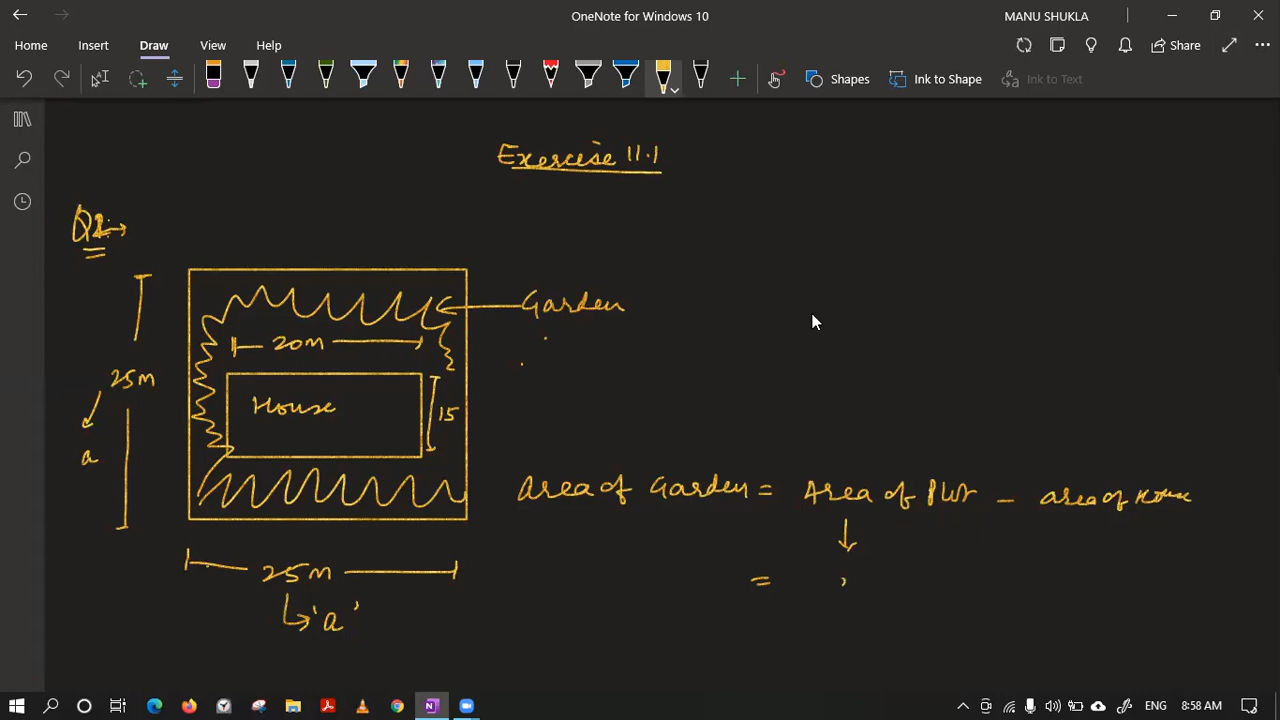 OneNote for Windows 10
MANU SHUKLA
Home Insert Draw View Help
Share
Shapes Ink to Shape Ink to Text
Exercise 11.1
Garden
20m
25m
House
15
a
Area of Garden = Area of Plot - area of House
=
25m
'a'
ENG 8:58 AM